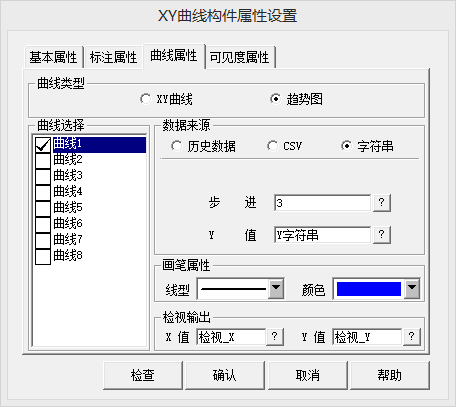 XY曲线构件属性设置
基本属性 标注属性 曲线属性 可见度属性
曲线类型
XY曲线 趋势图
曲线选择
曲线1
曲线2
曲线3
曲线4
曲线5
曲线6
曲线7
曲线8
数据来源
历史数据 CSV 字符串
步 进 3 ?
Y 值 Y字符串 ?
画笔属性
线型 颜色
检视输出
X 值 检视_X ? Y 值 检视_Y ?
检查 确认 取消 帮助